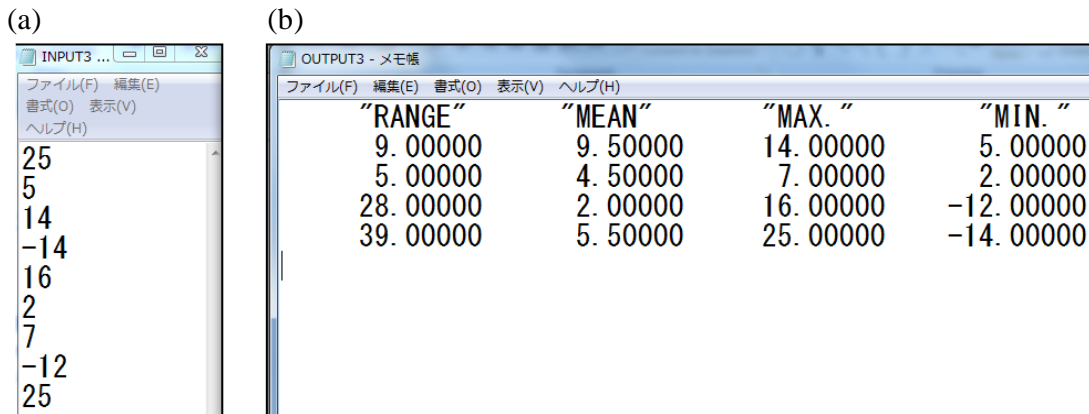 (a)
INPUT3 ...
ファイル(F) 編集(E)
書式(O) 表示(V)
ヘルプ(H)
25
5
14
-14
16
2
7
-12
25
(b)
OUTPUT3 - メモ帳
ファイル(F) 編集(E) 書式(O) 表示(V) ヘルプ(H)
"RANGE" "MEAN" "MAX." "MIN."
9.00000 9.50000 14.00000 5.00000
5.00000 4.50000 7.00000 2.00000
28.00000 2.00000 16.00000 -12.00000
39.00000 5.50000 25.00000 -14.00000